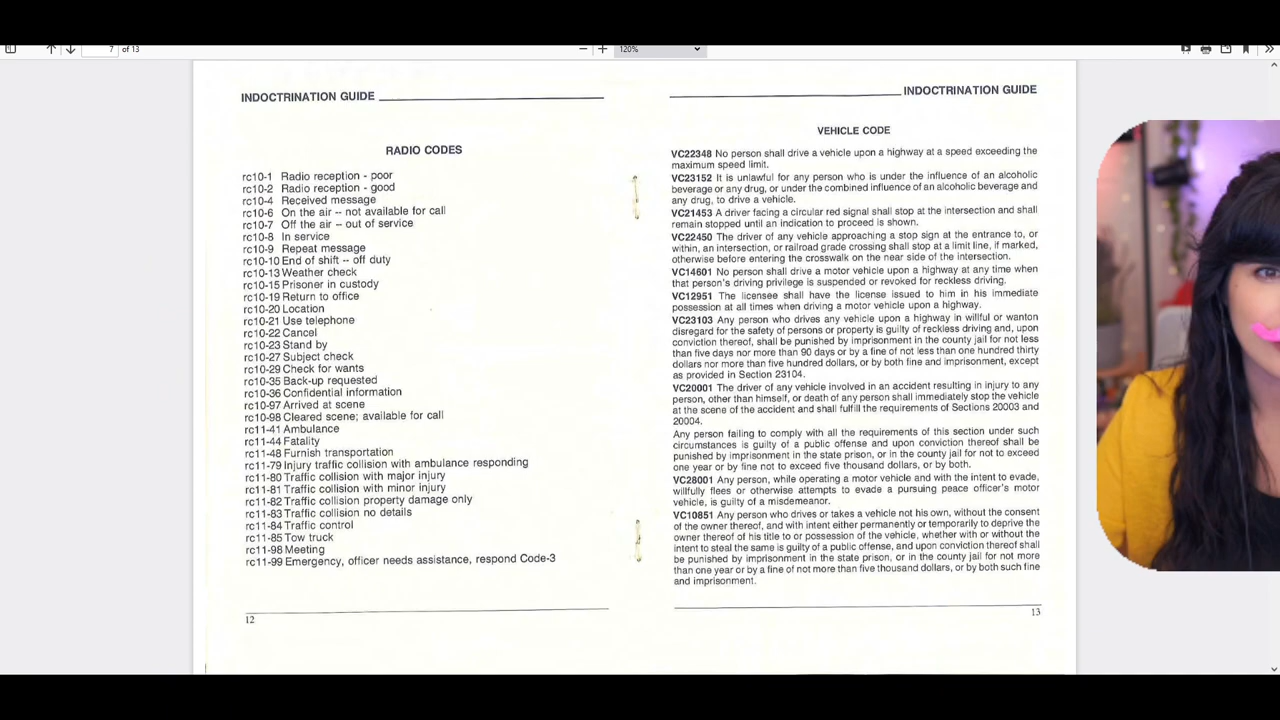 7 of 13
120%
INDOCTRINATION GUIDE
RADIO CODES
rc10-1 Radio reception - poor
rc10-2 Radio reception - good
rc10-4 Received message
rc10-6 On the air -- not available for call
rc10-7 Off the air -- out of service
rc10-8 In service
rc10-9 Repeat message
rc10-10 End of shift -- off duty
rc10-13 Weather check
rc10-15 Prisoner in custody
rc10-19 Return to office
rc10-20 Location
rc10-21 Use telephone
rc10-22 Cancel
rc10-23 Stand by
rc10-27 Subject check
rc10-29 Check for wants
rc10-35 Back-up requested
rc10-36 Confidential information
rc10-97 Arrived at scene
rc10-98 Cleared scene; available for call
rc11-41 Ambulance
rc11-44 Fatality
rc11-48 Furnish transportation
rc11-79 Injury traffic collision with ambulance responding
rc11-80 Traffic collision with major injury
rc11-81 Traffic collision with minor injury
rc11-82 Traffic collision property damage only
rc11-83 Traffic collision no details
rc11-84 Traffic control
rc11-85 Tow truck
rc11-98 Meeting
rc11-99 Emergency, officer needs assistance, respond Code-3
12
INDOCTRINATION GUIDE
VEHICLE CODE
VC22348 No person shall drive a vehicle upon a highway at a speed exceeding the
maximum speed limit.
VC23152 It is unlawful for any person who is under the influence of an alcoholic
beverage or any drug, or under the combined influence of an alcoholic beverage and
any drug, to drive a vehicle.
VC21453 A driver facing a circular red signal shall stop at the intersection and shall
remain stopped until an indication to proceed is shown.
VC22450 The driver of any vehicle approaching a stop sign at the entrance to, or
within, an intersection, or railroad grade crossing shall stop at a limit line, if marked,
otherwise before entering the crosswalk on the near side of the intersection.
VC14601 No person shall drive a motor vehicle upon a highway at any time when
that person's driving privilege is suspended or revoked for reckless driving.
VC12951 The licensee shall have the license issued to him in his immediate
possession at all times when driving a motor vehicle upon a highway.
VC23103 Any person who drives any vehicle upon a highway in willful or wanton
disregard for the safety of persons or property is guilty of reckless driving and, upon
conviction thereof, shall be punished by imprisonment in the county jail for not less
than five days nor more than 90 days or by a fine of not less than one hundred thirty
dollars nor more than five hundred dollars, or by both fine and imprisonment, except
as provided in Section 23104.
VC20001 The driver of any vehicle involved in an accident resulting in injury to any
person, other than himself, or death of any person shall immediately stop the vehicle
at the scene of the accident and shall fulfill the requirements of Sections 20003 and
20004.
Any person failing to comply with all the requirements of this section under such
circumstances is guilty of a public offense and upon conviction thereof shall be
punished by imprisonment in the state prison, or in the county jail for not to exceed
one year or by fine not to exceed five thousand dollars, or by both.
VC28001 Any person, while operating a motor vehicle and with the intent to evade,
willfully flees or otherwise attempts to evade a pursuing peace officer's motor
vehicle, is guilty of a misdemeanor.
VC10851 Any person who drives or takes a vehicle not his own, without the consent
of the owner thereof, and with intent either permanently or temporarily to deprive the
owner thereof of his title to or possession of the vehicle, whether with or without the
intent to steal the same is guilty of a public offense, and upon conviction thereof shall
be punished by imprisonment in the state prison, or in the county jail for not more
than one year or by a fine of not more than five thousand dollars, or by both such fine
and imprisonment.
13